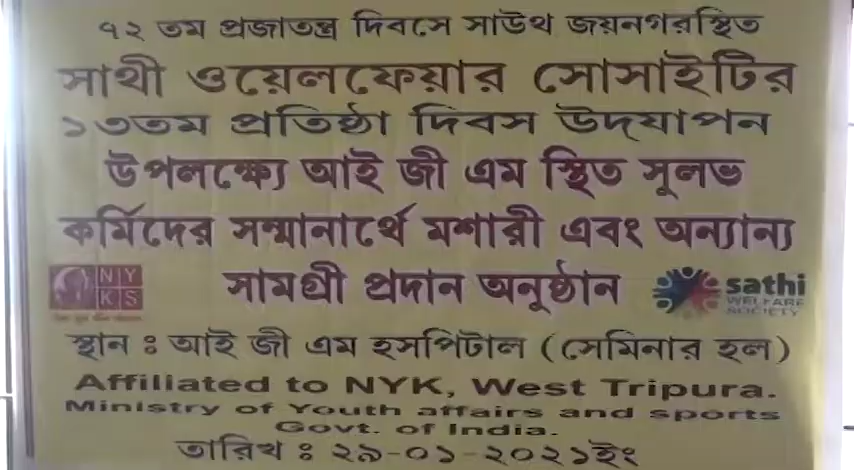 ৭২ তম প্রজাতন্ত্র দিবসে সাউথ জয়নগরস্থিত
সাথী ওয়েলফেয়ার সোসাইটির
১৩তম প্রতিষ্ঠা দিবস উদযাপন
উপলক্ষ্যে আই জী এম স্থিত সুলভ
কর্মিদের সম্মানার্থে মশারী এবং অন্যান্য
সামগ্রী প্রদান অনুষ্ঠান
NY
KS
sathi
WELFARE
SOCIETY
স্থান ঃ আই জী এম হসপিটাল (সেমিনার হল)
Affiliated to NYK, West Tripura.
Ministry of Youth affairs and sports
Govt. of India.
তারিখ ঃ ২৯-০১-২০২১ইং